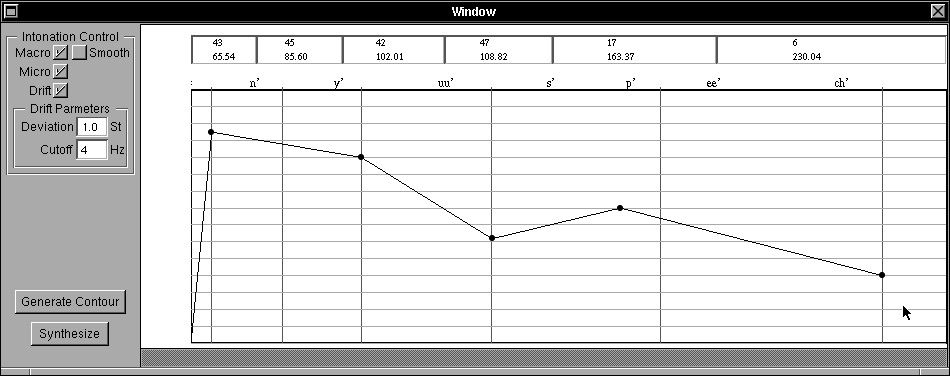 Window
Intonation Control
Macro Smooth
Micro
Drift
Drift Parmeters
Deviation 1.0 St
Cutoff 4 Hz
Generate Contour
Synthesize
43 45 42 47 17 6
65.54 85.60 102.01 108.82 163.37 230.04
: n' y' uu' s' p' ee' ch'